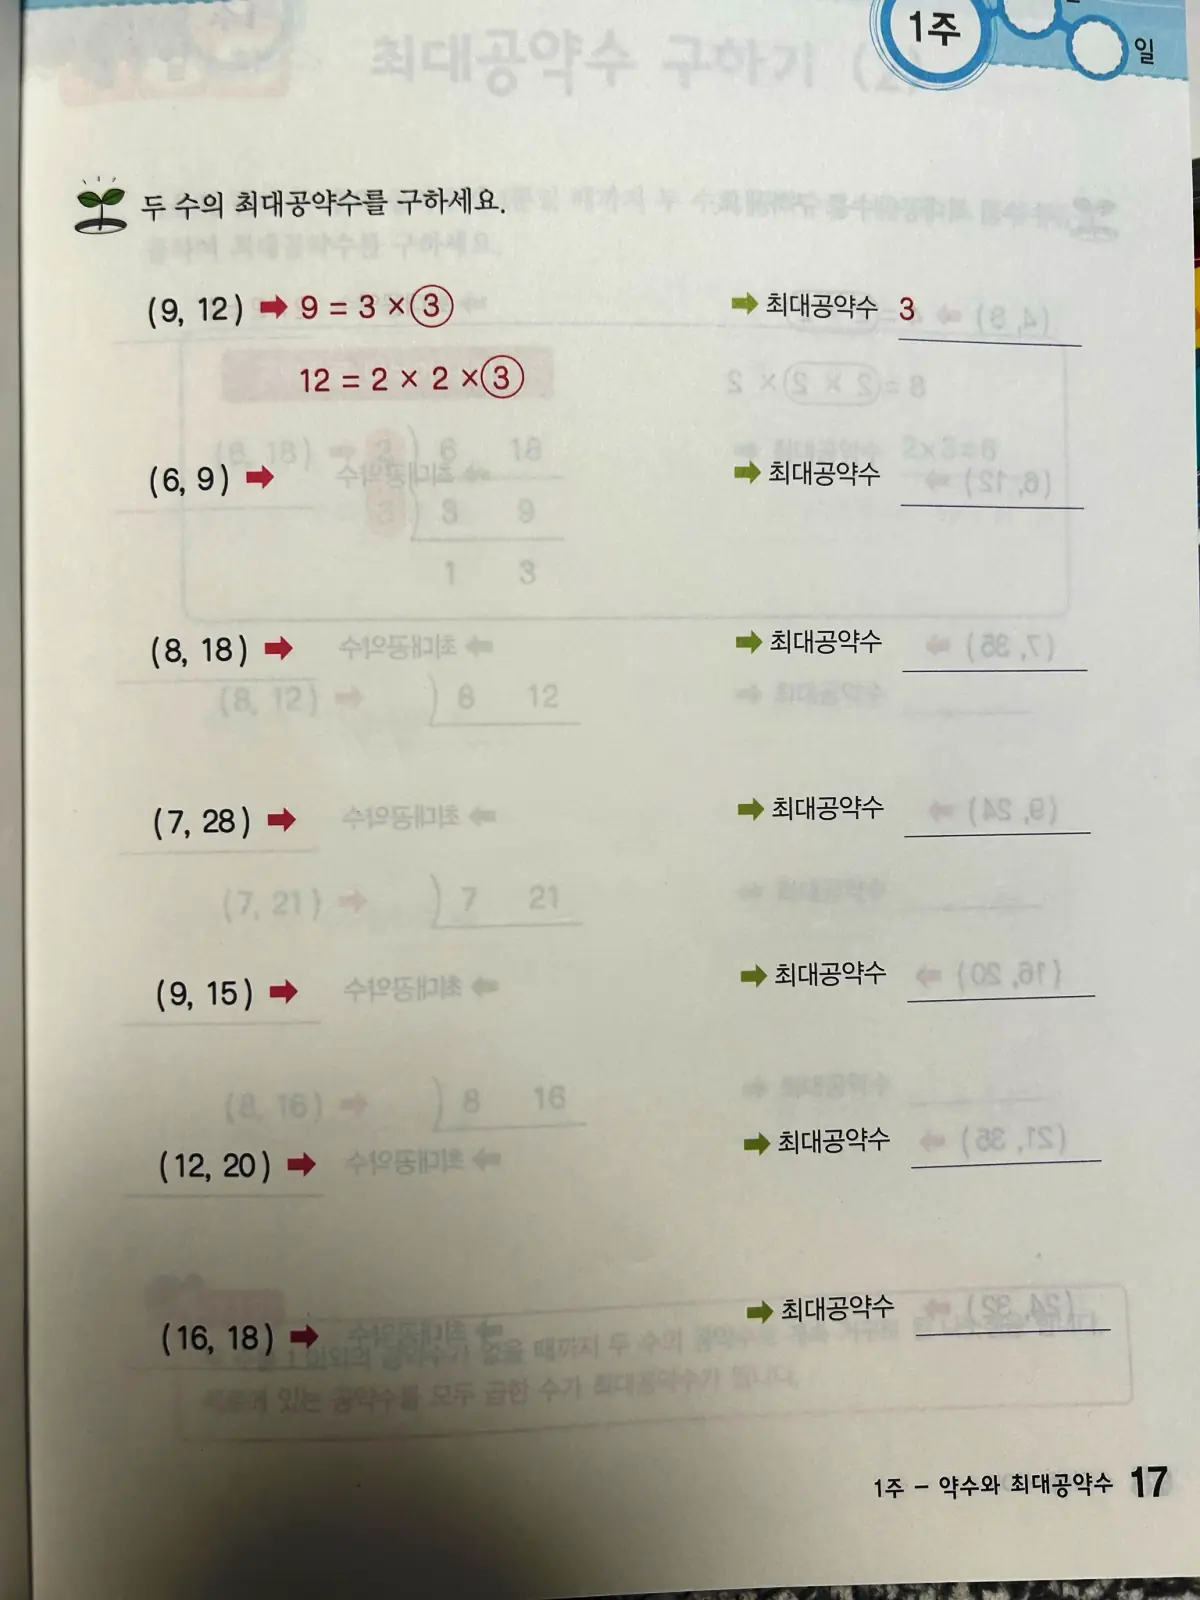 1주
일
두 수의 최대공약수를 구하세요.
(9, 12) ➡ 9 = 3 × 3 ➡ 최대공약수 3
12 = 2 × 2 × 3
(6, 9) ➡ ➡ 최대공약수
(8, 18) ➡ ➡ 최대공약수
(7, 28) ➡ ➡ 최대공약수
(9, 15) ➡ ➡ 최대공약수
(12, 20) ➡ ➡ 최대공약수
(16, 18) ➡ ➡ 최대공약수
1주 – 약수와 최대공약수 17